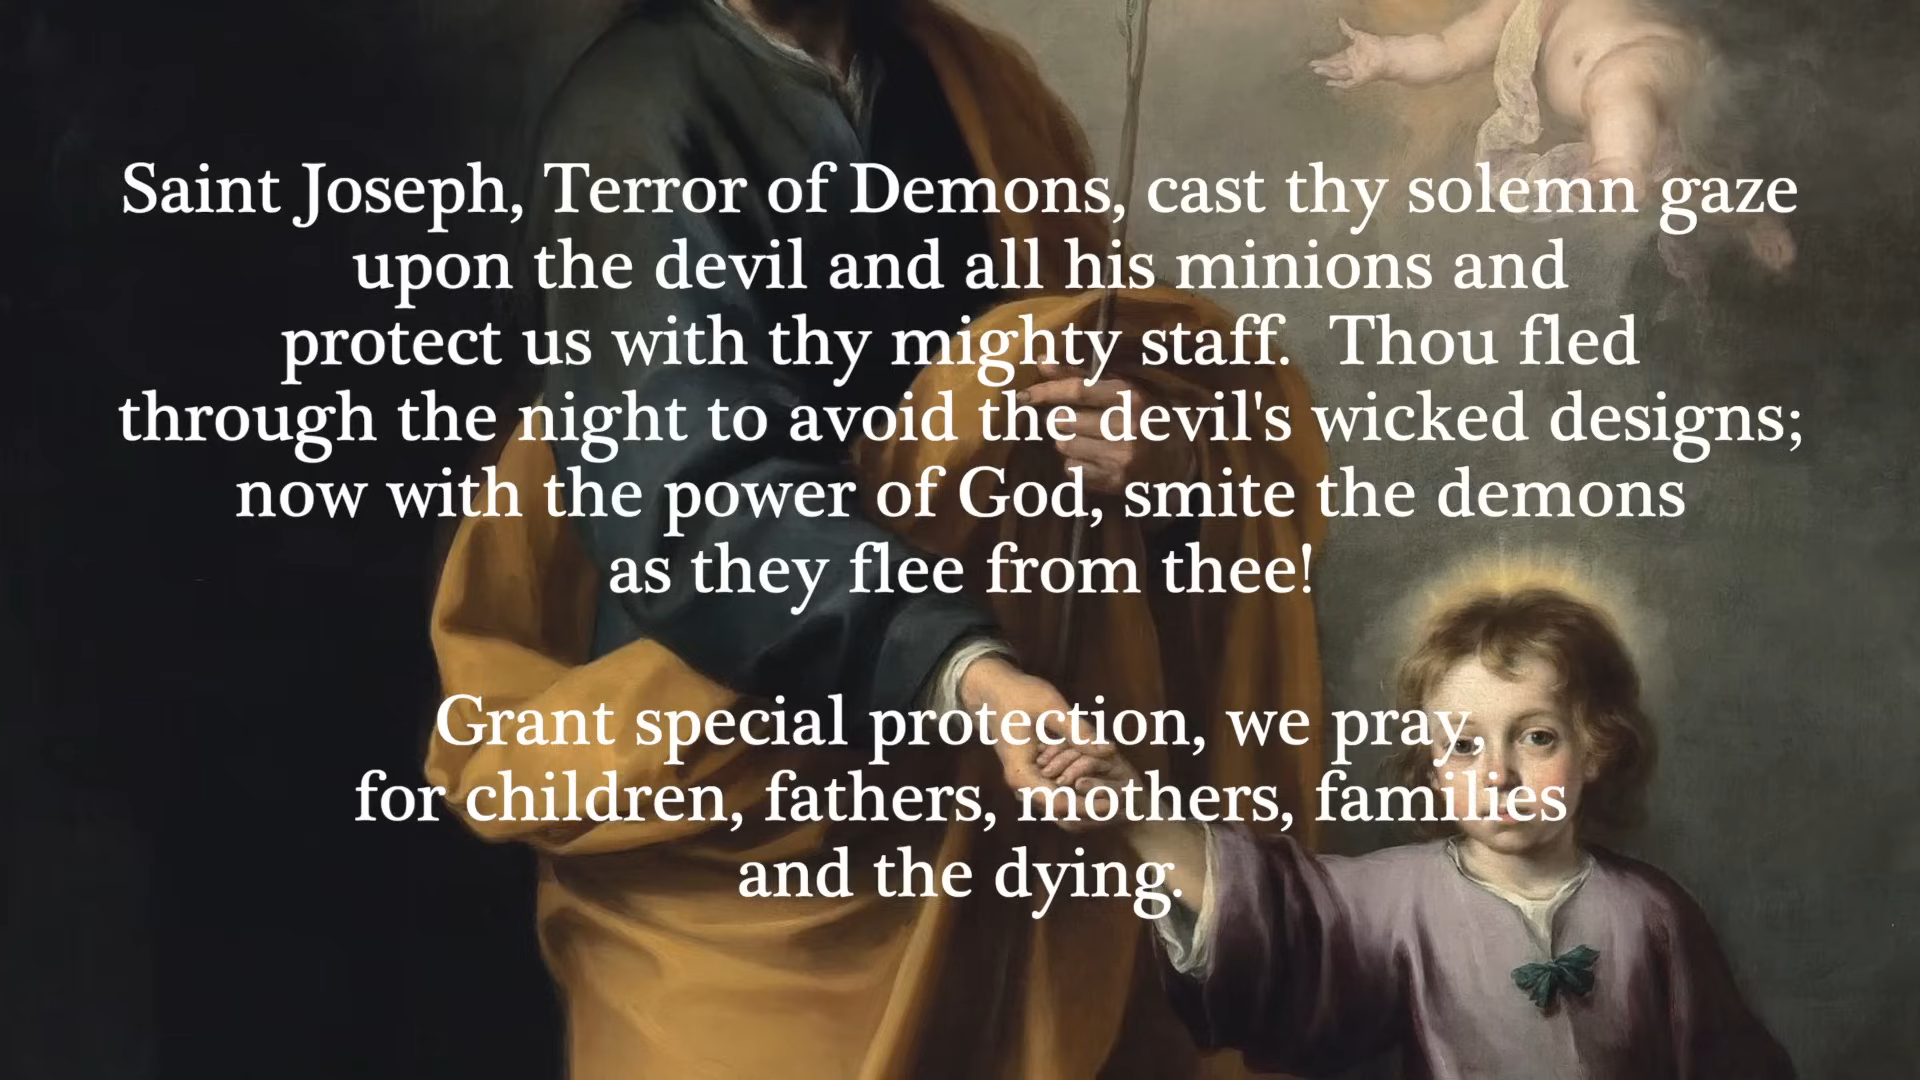 Saint Joseph, Terror of Demons, cast thy solemn gaze
upon the devil and all his minions and
protect us with thy mighty staff.  Thou fled
through the night to avoid the devil's wicked designs;
now with the power of God, smite the demons
as they flee from thee!
Grant special protection, we pray,
for children, fathers, mothers, families
and the dying.